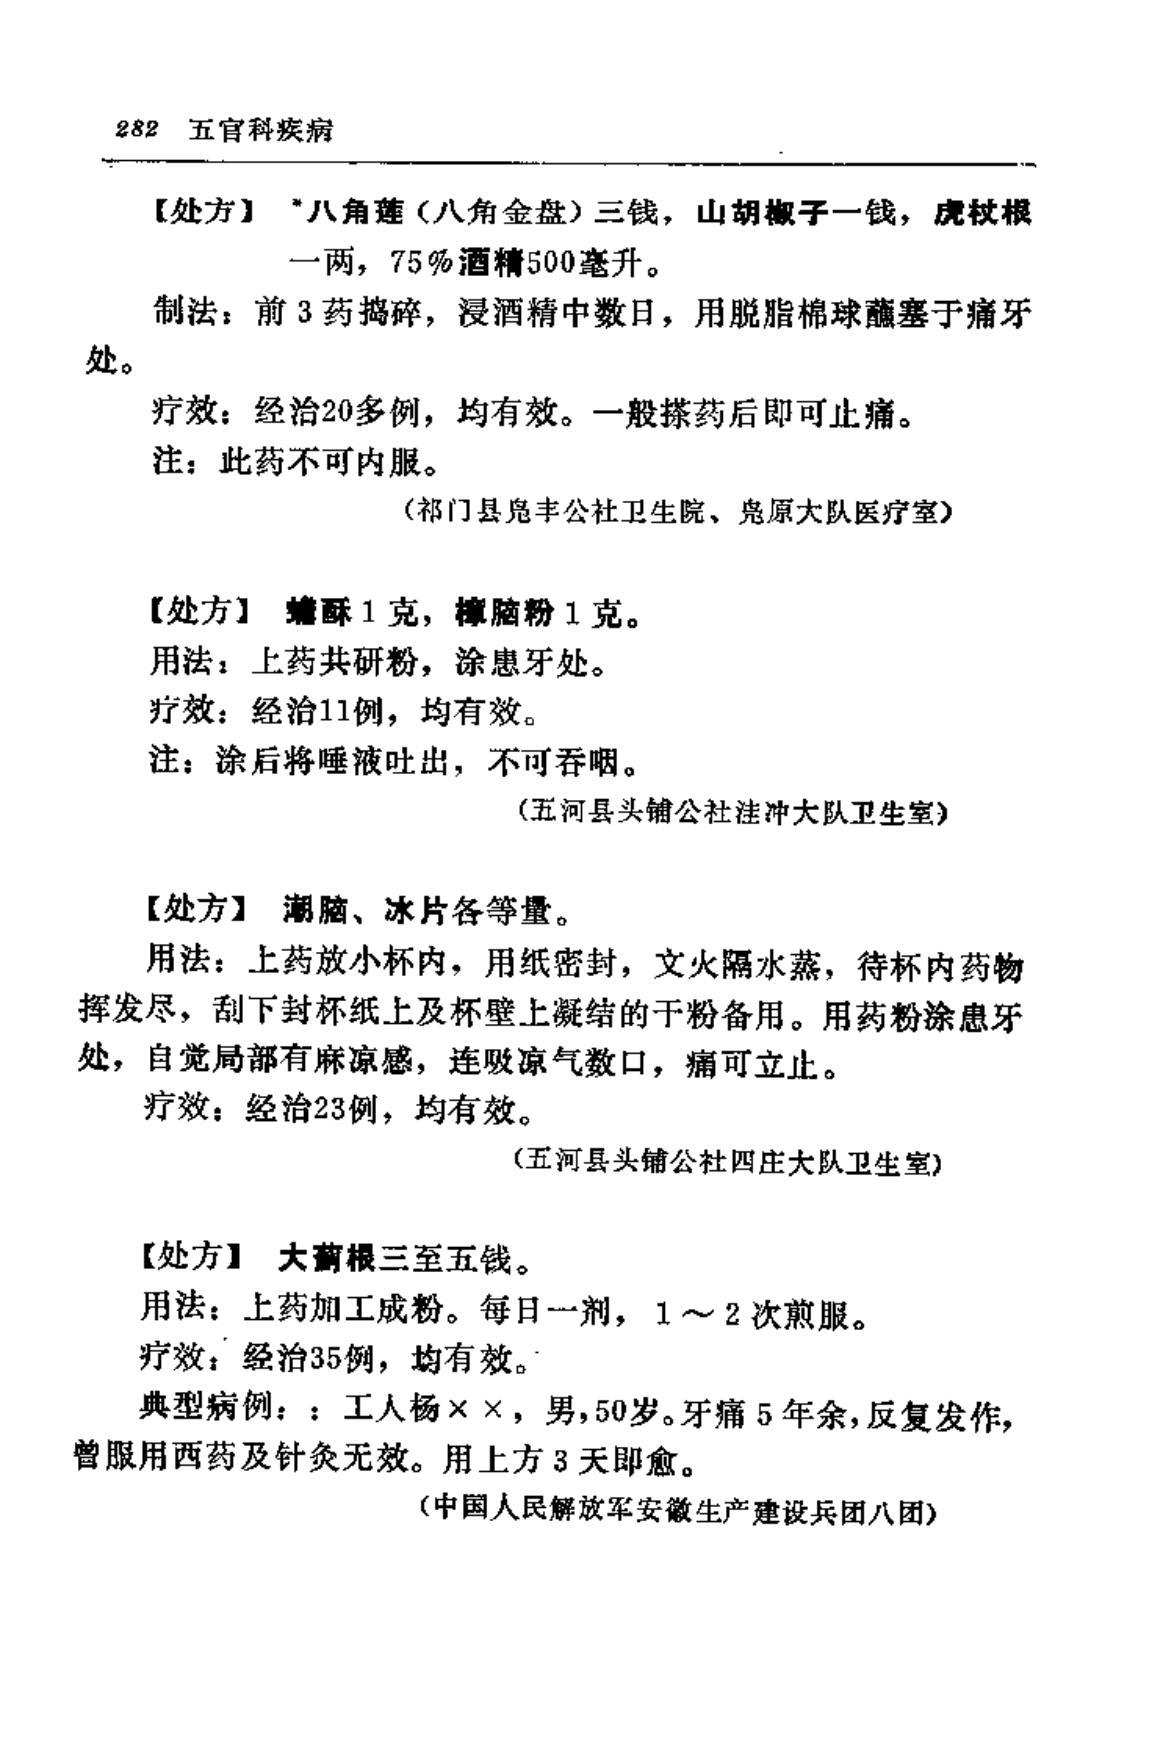 282 五官科疾病
【处方】 *八角莲（八角金盘）三钱，山胡椒子一钱，虎杖根
一两，75％酒精500毫升。
制法：前3药捣碎，浸酒精中数日，用脱脂棉球蘸塞于痛牙
处。
疗效：经治20多例，均有效。一般搽药后即可止痛。
注：此药不可内服。
（祁门县凫丰公社卫生院、凫原大队医疗室）
【处方】 蟾酥1克，樟脑粉1克。
用法：上药共研粉，涂患牙处。
疗效：经治11例，均有效。
注：涂后将唾液吐出，不可吞咽。
（五河县头铺公社洼冲大队卫生室）
【处方】 潮脑、冰片各等量。
用法：上药放小杯内，用纸密封，文火隔水蒸，待杯内药物
挥发尽，刮下封杯纸上及杯壁上凝结的干粉备用。用药粉涂患牙
处，自觉局部有麻凉感，连吸凉气数口，痛可立止。
疗效：经治23例，均有效。
（五河县头铺公社四庄大队卫生室）
【处方】 大蓟根三至五钱。
用法：上药加工成粉。每日一剂，1～2次煎服。
疗效：经治35例，均有效。
典型病例：：工人杨××，男，50岁。牙痛5年余，反复发作，
曾服用西药及针灸无效。用上方3天即愈。
（中国人民解放军安徽生产建设兵团八团）